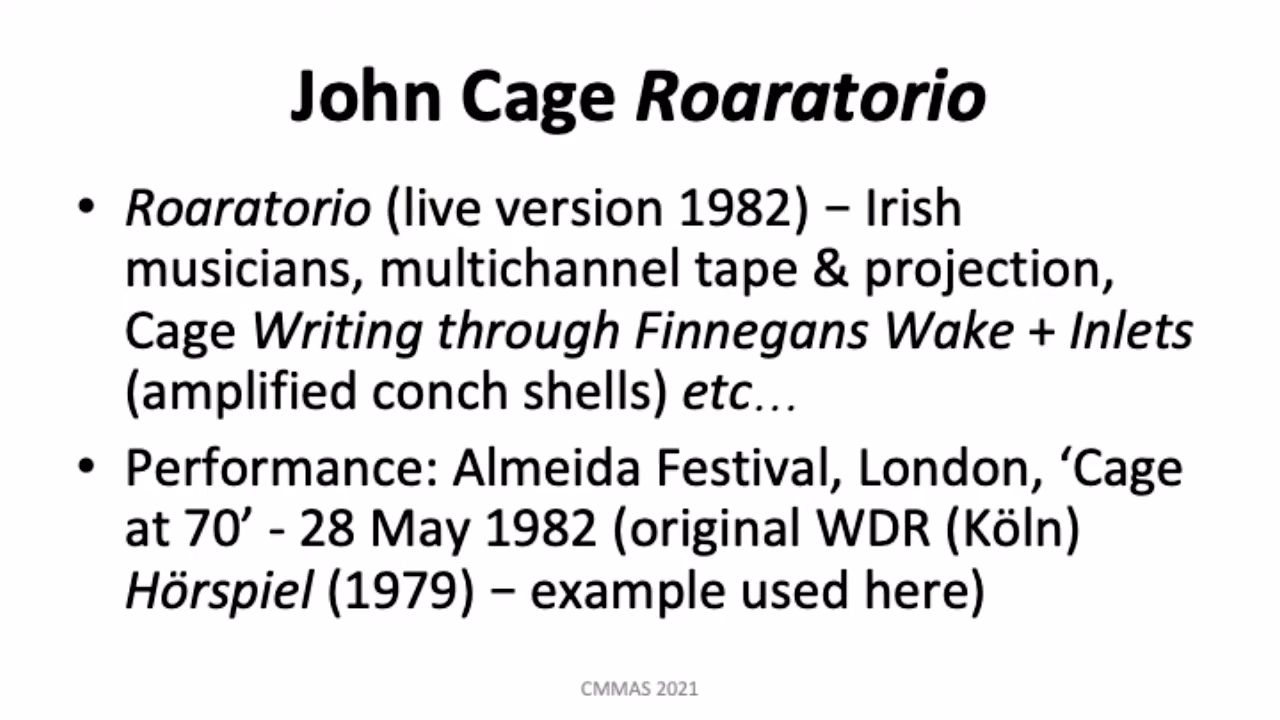 John Cage Roaratorio
• Roaratorio (live version 1982) – Irish
musicians, multichannel tape & projection,
Cage Writing through Finnegans Wake + Inlets
(amplified conch shells) etc…
• Performance: Almeida Festival, London, ‘Cage
at 70’ - 28 May 1982 (original WDR (Köln)
Hörspiel (1979) – example used here)
CMMAS 2021